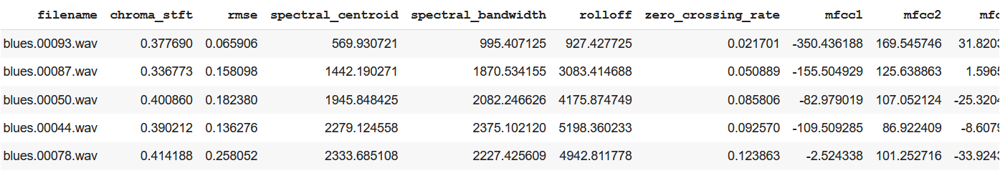 filename chroma_stft rmse spectral_centroid spectral_bandwidth rolloff zero_crossing_rate mfcc1 mfcc2
blues.00093.wav 0.377690 0.065906 569.930721 995.407125 927.427725 0.021701 -350.436188 169.545746 31.8203
blues.00087.wav 0.336773 0.158098 1442.190271 1870.534155 3083.414688 0.050889 -155.504929 125.638863 1.5965
blues.00050.wav 0.400860 0.182380 1945.848425 2082.246626 4175.874749 0.085806 -82.979019 107.052124 -25.3204
blues.00044.wav 0.390212 0.136276 2279.124558 2375.102120 5198.360233 0.092570 -109.509285 86.922409 -8.6079
blues.00078.wav 0.414188 0.258052 2333.685108 2227.425609 4942.811778 0.123863 -2.524338 101.252716 -33.9243